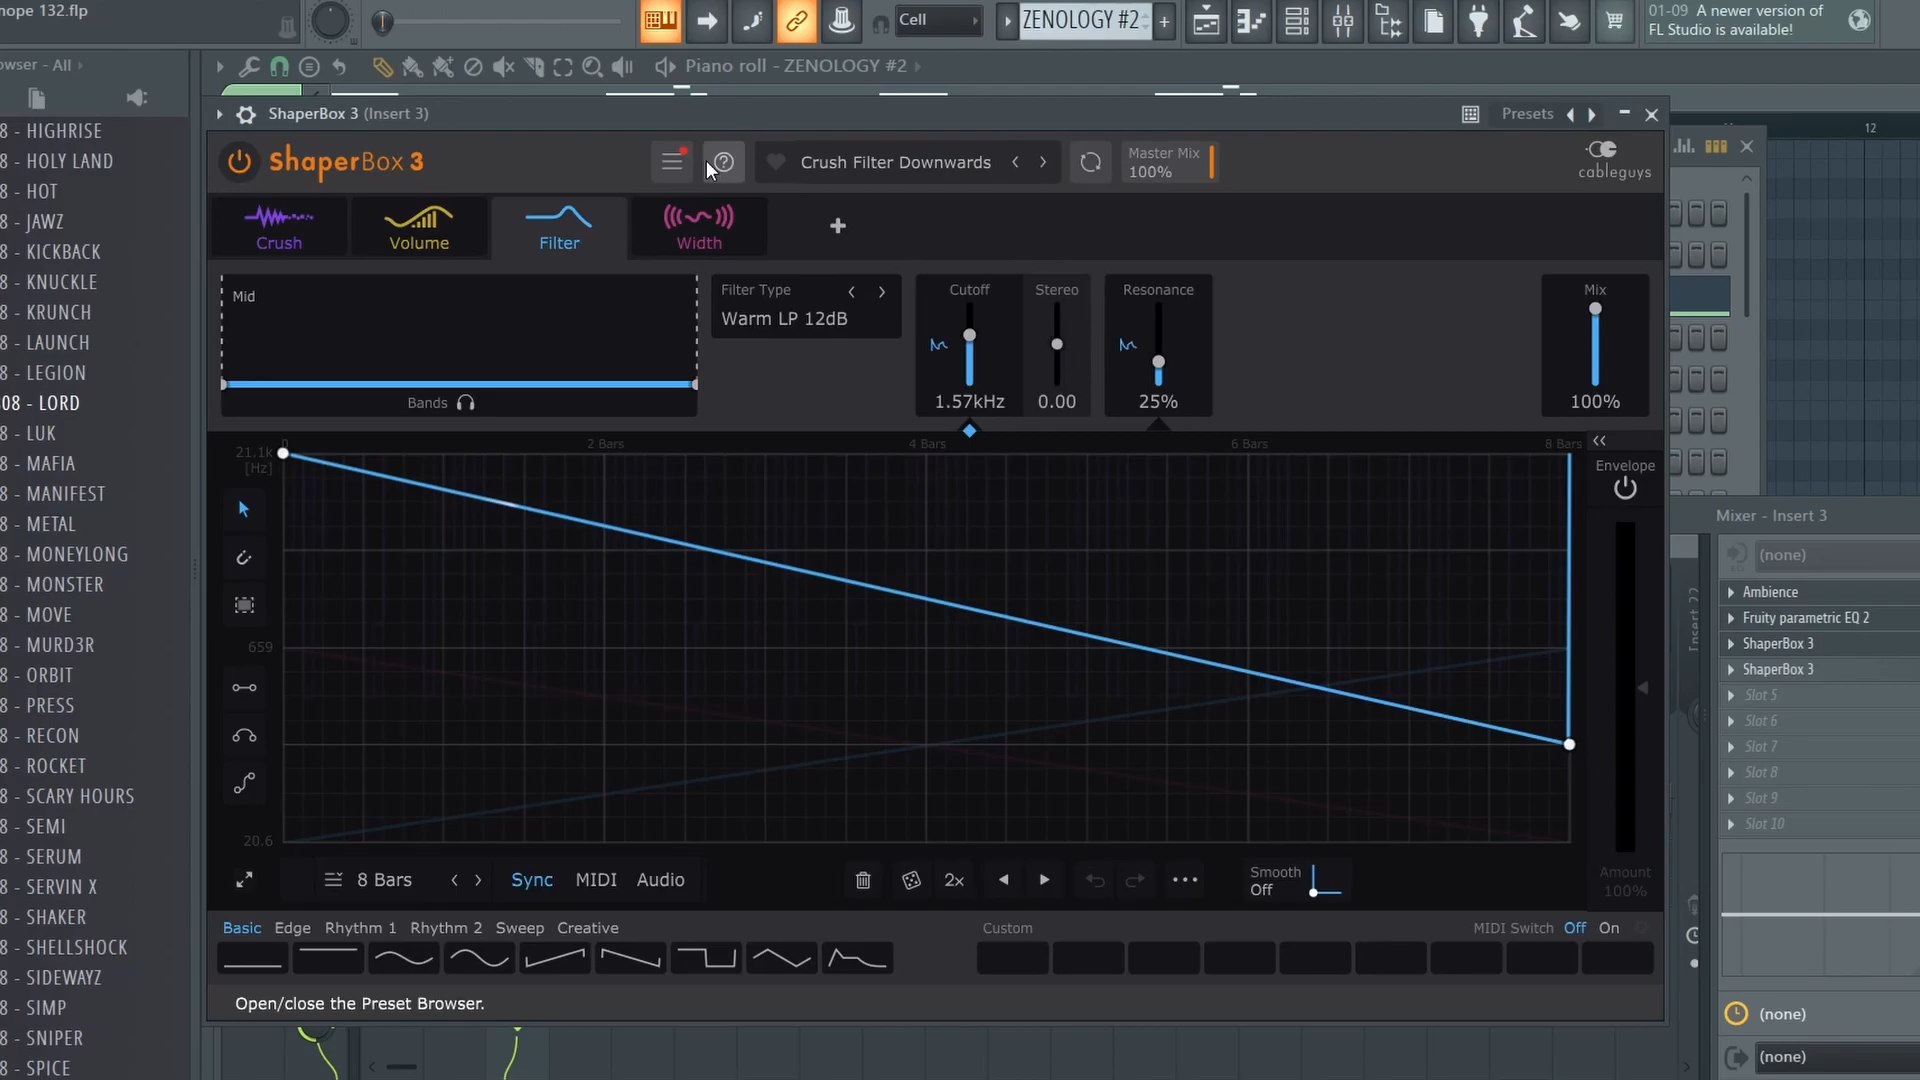 nope 132.flp
Cell
ZENOLOGY #2
01-09 A newer version of
FL Studio is available!
owser - All
Piano roll - ZENOLOGY #2
ShaperBox 3 (Insert 3)
Presets
12
ShaperBox 3
Crush Filter Downwards
Master Mix
100%
cableguys
Crush
Volume
Filter
Width
Mid
Bands
Filter Type
Warm LP 12dB
Cutoff
1.57kHz
Stereo
0.00
Resonance
25%
Mix
100%
0
2 Bars
4 Bars
6 Bars
8 Bars
21.1k
[Hz]
659
20.6
Envelope
Amount
100%
8 Bars
Sync
MIDI
Audio
2x
Smooth
Off
Basic
Edge
Rhythm 1
Rhythm 2
Sweep
Creative
Custom
MIDI Switch
Off
On
Open/close the Preset Browser.
8 - HIGHRISE
8 - HOLY LAND
8 - HOT
8 - JAWZ
8 - KICKBACK
8 - KNUCKLE
8 - KRUNCH
8 - LAUNCH
8 - LEGION
08 - LORD
8 - LUK
8 - MAFIA
8 - MANIFEST
8 - METAL
8 - MONEYLONG
8 - MONSTER
8 - MOVE
8 - MURD3R
8 - ORBIT
8 - PRESS
8 - RECON
8 - ROCKET
8 - SCARY HOURS
8 - SEMI
8 - SERUM
8 - SERVIN X
8 - SHAKER
8 - SHELLSHOCK
8 - SIDEWAYZ
8 - SIMP
8 - SNIPER
8 - SPICE
Mixer - Insert 3
Insert 22
(none)
Ambience
Fruity parametric EQ 2
ShaperBox 3
ShaperBox 3
Slot 5
Slot 6
Slot 7
Slot 8
Slot 9
Slot 10
(none)
(none)